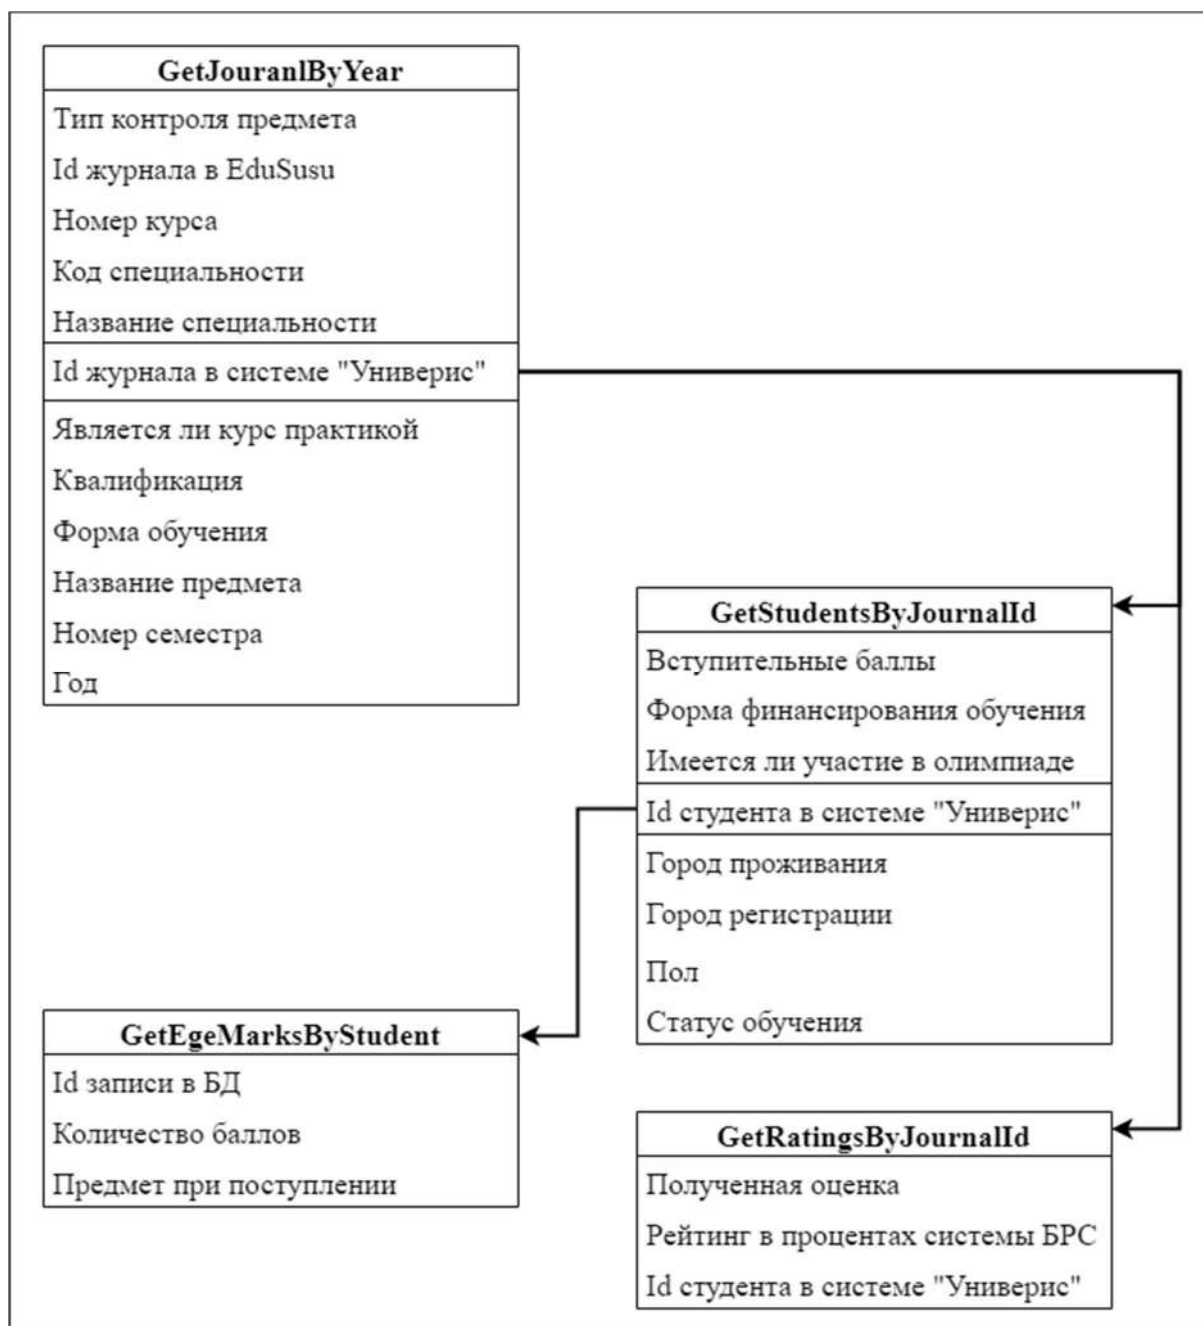 GetJouranlByYear
Тип контроля предмета
Id журнала в EduSusu
Номер курса
Код специальности
Название специальности
Id журнала в системе "Универис"
Является ли курс практикой
Квалификация
Форма обучения
Название предмета
Номер семестра
Год
GetStudentsByJournalId
Вступительные баллы
Форма финансирования обучения
Имеется ли участие в олимпиаде
Id студента в системе "Универис"
Город проживания
Город регистрации
Пол
Статус обучения
GetEgeMarksByStudent
Id записи в БД
Количество баллов
Предмет при поступлении
GetRatingsByJournalId
Полученная оценка
Рейтинг в процентах системы БРС
Id студента в системе "Универис"